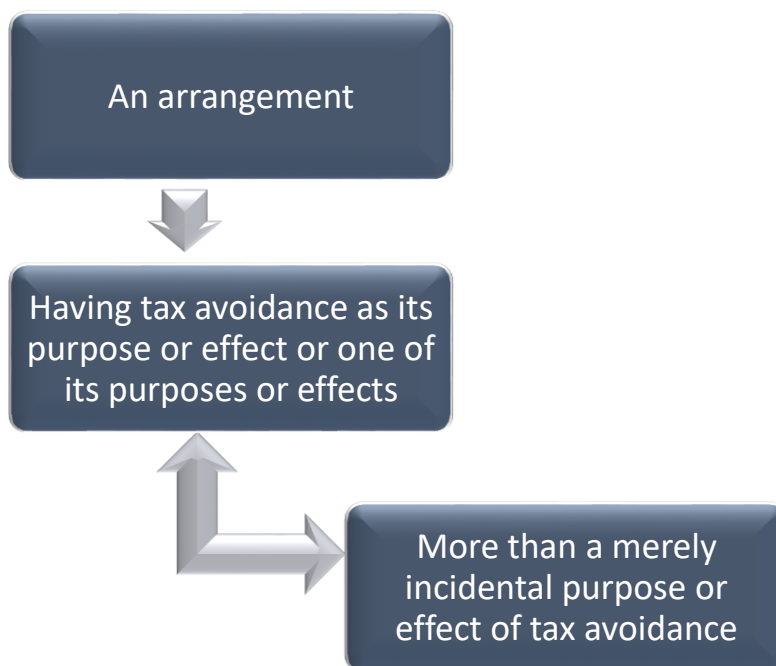 An arrangement
Having tax avoidance as its
purpose or effect or one of
its purposes or effects
More than a merely
incidental purpose or
effect of tax avoidance